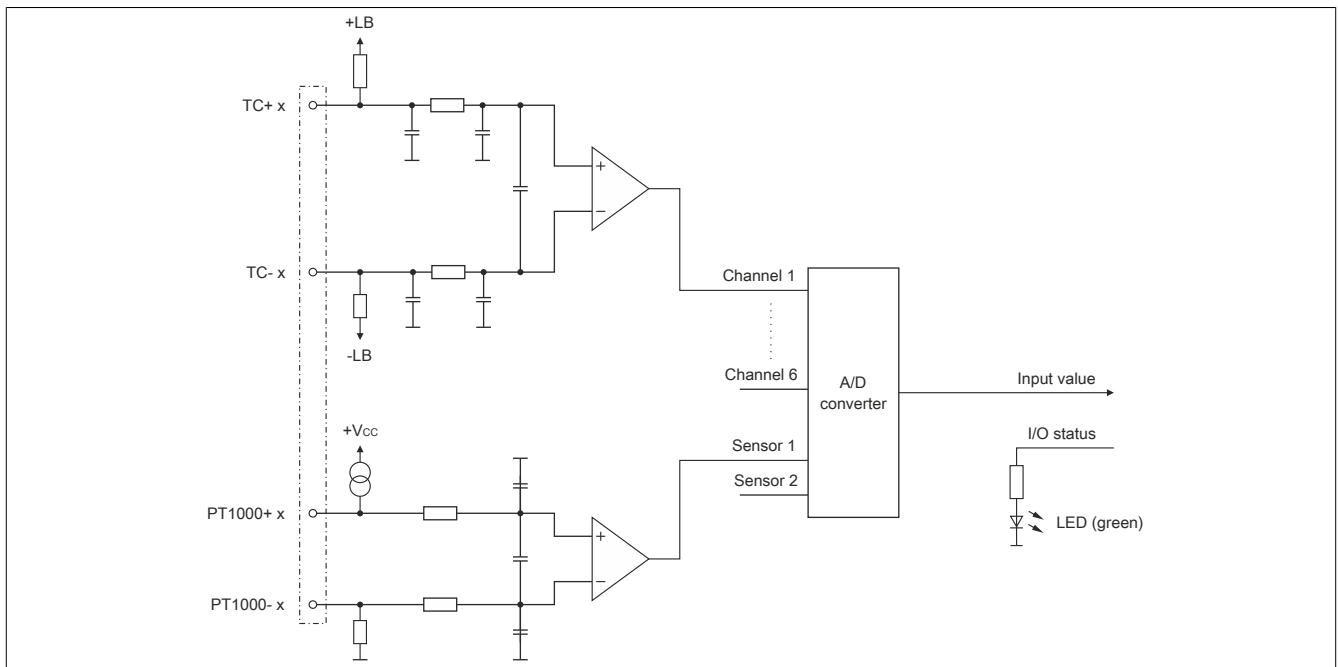 +LB
TC+ x
TC- x
-LB
Channel 1
Channel 6
A/D
converter
Input value
I/O status
LED (green)
+Vcc
Sensor 1
Sensor 2
PT1000+ x
PT1000- x
+
−
+
−